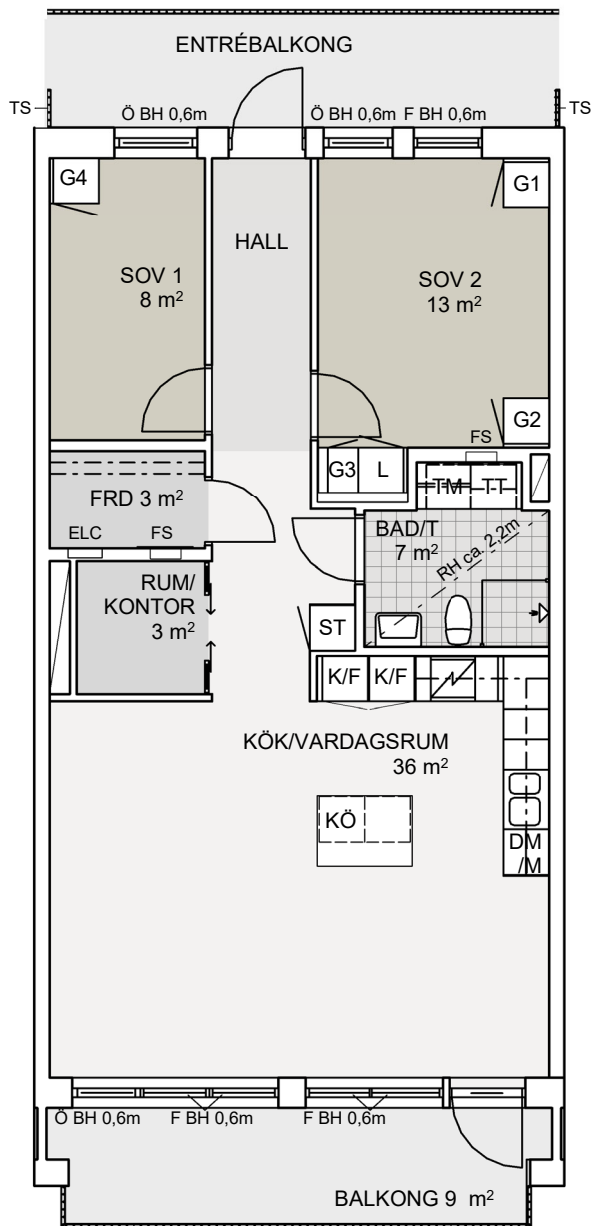 ENTRÉBALKONG
TS
TS
Ö BH 0,6m
Ö BH 0,6m
F BH 0,6m
G4
G1
HALL
SOV 1
8 m²
SOV 2
13 m²
G2
FS
G3
L
TM
TT
FRD 3 m²
ELC
FS
BAD/T
7 m²
RH ca. 2,2m
RUM/
KONTOR
3 m²
ST
K/F
K/F
KÖK/VARDAGSRUM
36 m²
KÖ
DM
/M
Ö BH 0,6m
F BH 0,6m
F BH 0,6m
BALKONG 9 m²